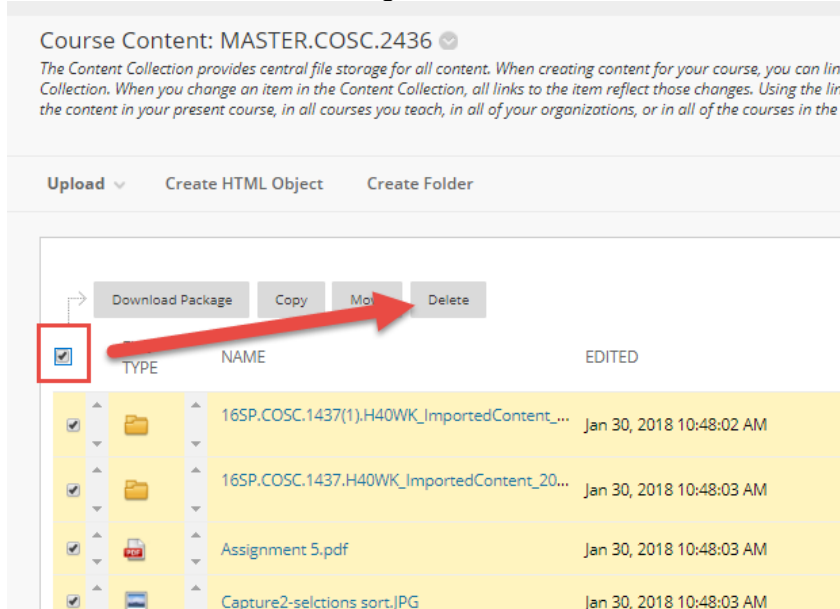 Course Content: MASTER.COSC.2436
The Content Collection provides central file storage for all content. When creating content for your course, you can lin
Collection. When you change an item in the Content Collection, all links to the item reflect those changes. Using the lin
the content in your present course, in all courses you teach, in all of your organizations, or in all of the courses in the
Upload Create HTML Object Create Folder
Download Package Copy Mov Delete
TYPE NAME EDITED
16SP.COSC.1437(1).H40WK_ImportedContent_... Jan 30, 2018 10:48:02 AM
16SP.COSC.1437.H40WK_ImportedContent_20... Jan 30, 2018 10:48:03 AM
PDF Assignment 5.pdf Jan 30, 2018 10:48:03 AM
Capture2-selctions sort.JPG Jan 30, 2018 10:48:03 AM